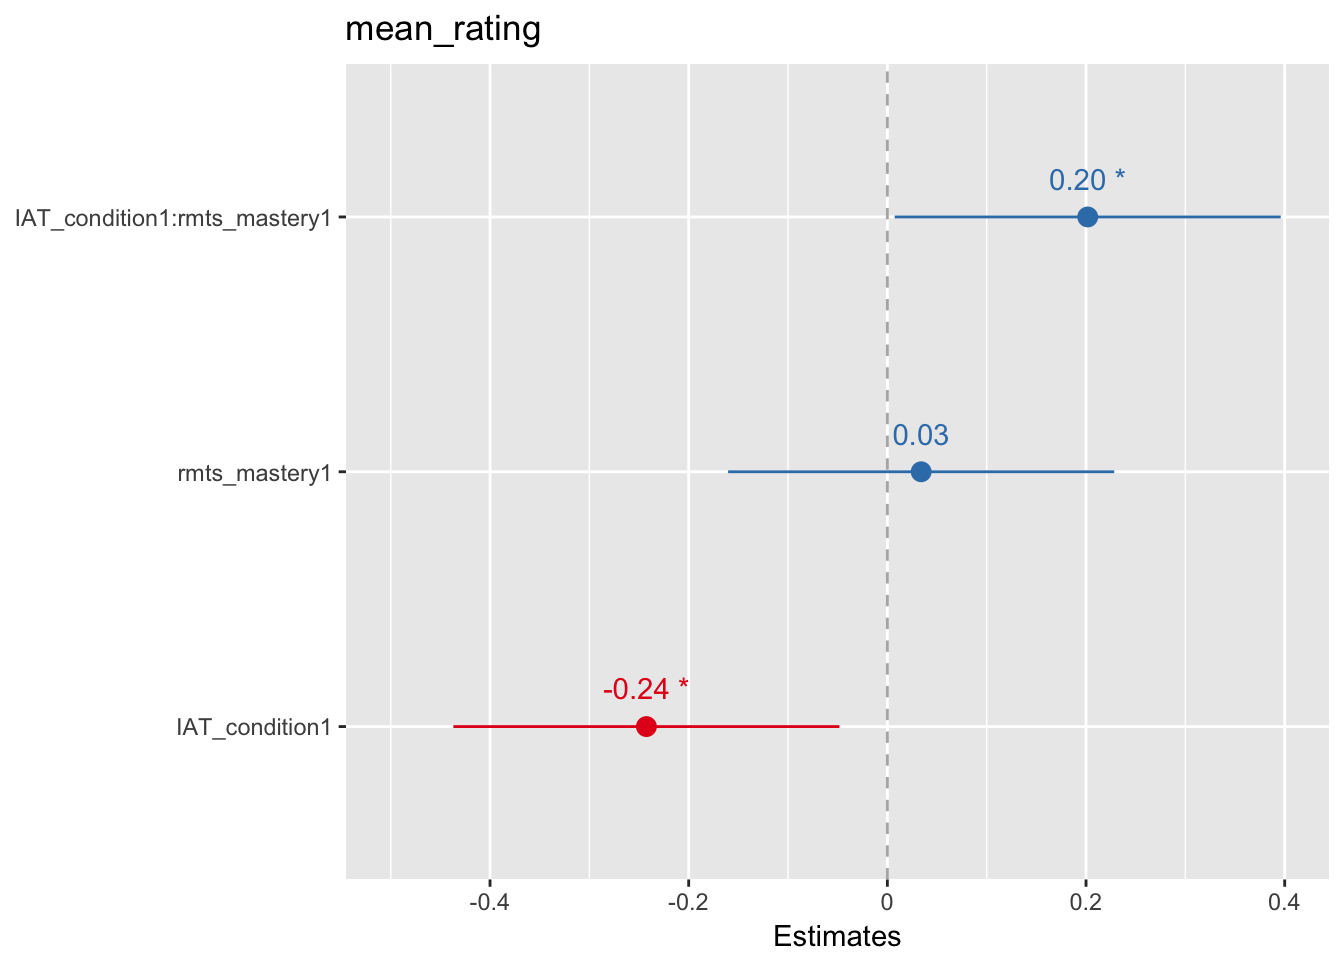 mean_rating
0.20 *
IAT_condition1:rmts_mastery1
0.03
rmts_mastery1
-0.24 *
IAT_condition1
-0.4 -0.2 0 0.2 0.4
Estimates